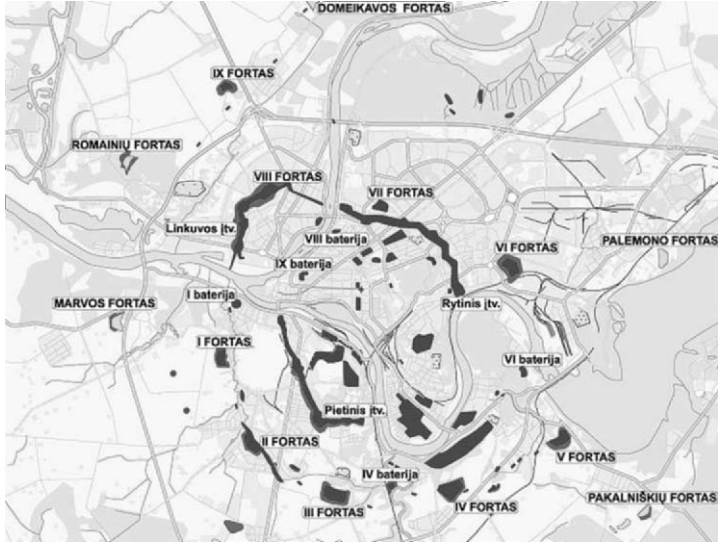 DOMEIKAVOS FORTAS
IX FORTAS
ROMAINIŲ FORTAS
VIII FORTAS
VII FORTAS
Linkuvos įtv.
VIII baterija
VI FORTAS
PALEMONO FORTAS
IX baterija
MARVOS FORTAS
I baterija
Rytinis įtv.
I FORTAS
VI baterija
Pietinis įtv.
II FORTAS
V FORTAS
IV baterija
III FORTAS
IV FORTAS
PAKALNIŠKIŲ FORTAS